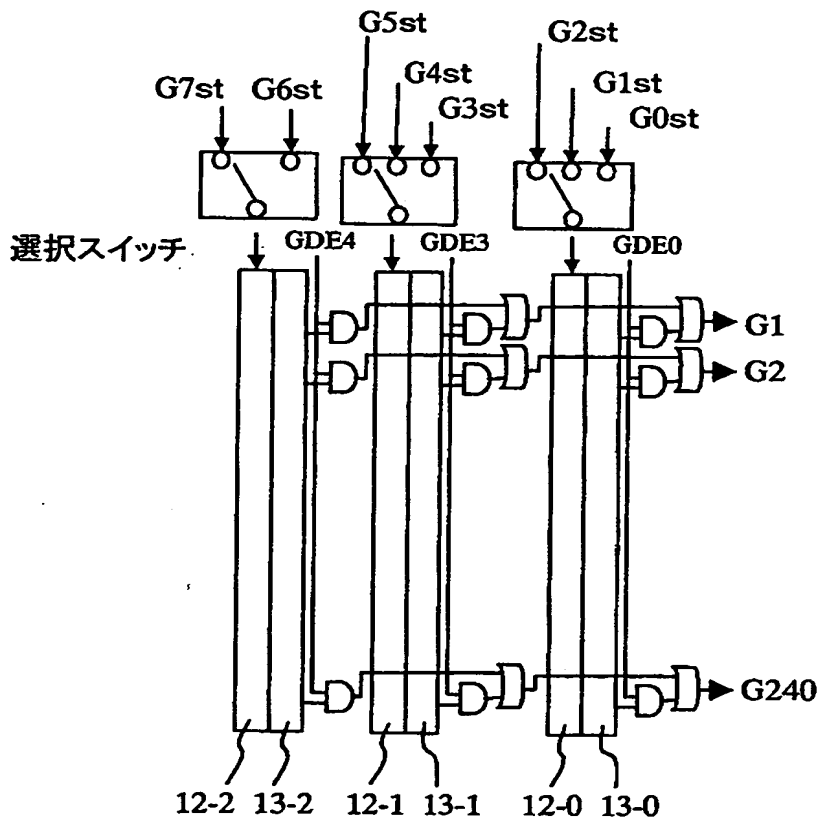 G5st
G2st
G4st
G7st
G6st
G1st
G3st
G0st
選択スイッチ
GDE4
GDE3
GDE0
G1
G2
G240
12-2
13-2
12-1
13-1
12-0
13-0